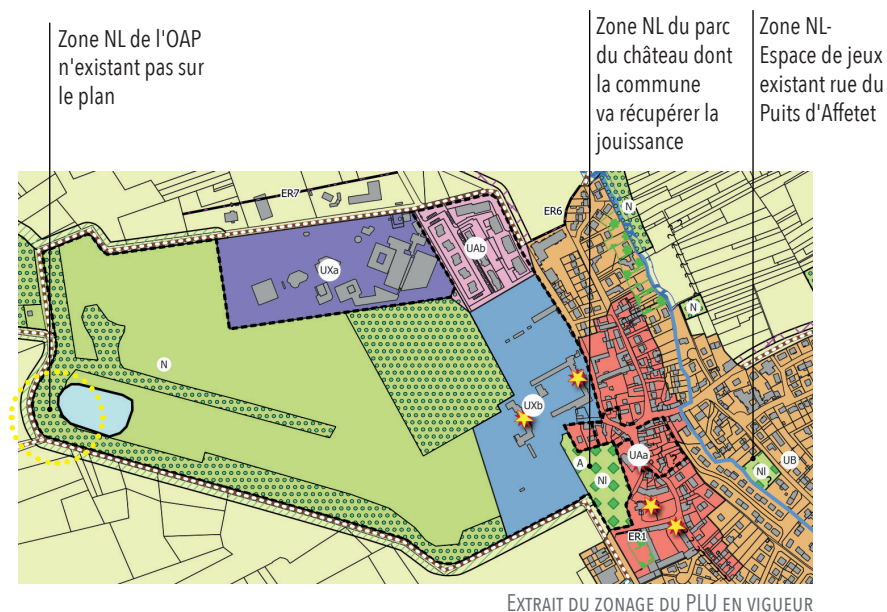 Zone NL de l'OAP
n'existant pas sur
le plan
Zone NL du parc
du château dont
la commune
va récupérer la
jouissance
Zone NL-
Espace de jeux
existant rue du
Puits d'Affetet
ER7
ER6
N
UAb
UXa
N
N
UXb
UAa
A
Nl
Nl
UB
ER1
EXTRAIT DU ZONAGE DU PLU EN VIGUEUR